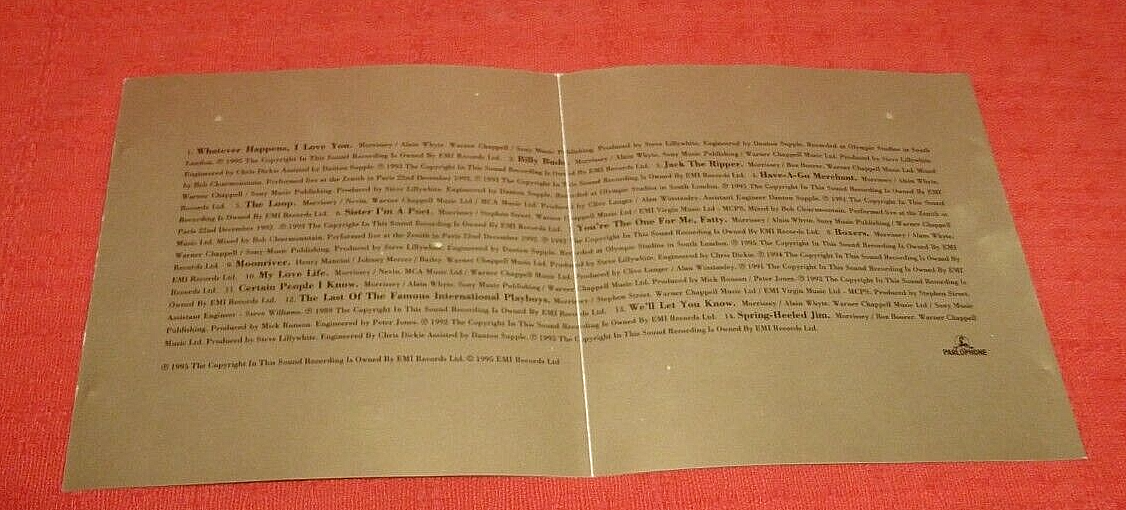 1. Whatever Happens, I Love You. Morrissey / Alain Whyte. Warner Chappell / Sony Music Publishing. Produced by Steve Lillywhite. Engineered by Danton Supple. Recorded at Olympic Studios in South
London. ℗ 1995 The Copyright In This Sound Recording Is Owned By EMI Records Ltd. 2. Billy Budd. Morrissey / Alain Whyte. Sony Music Publishing / Warner Chappell Music Ltd. Produced by Steve Lillywhite.
Engineered by Chris Dickie Assisted by Danton Supple. ℗ 1993 The Copyright In This Sound Recording Is Owned By EMI Records Ltd. 3. Jack The Ripper. Morrissey / Boz Boorer. Warner Chappell Music Ltd. Mixed
by Bob Clearmountain. Performed live at the Zenith in Paris 22nd December 1992. ℗ 1993 The Copyright In This Sound Recording Is Owned By EMI Records Ltd. 4. Have-A-Go Merchant. Morrissey / Alain Whyte.
Warner Chappell / Sony Music Publishing. Produced by Steve Lillywhite. Engineered by Danton Supple. Recorded at Olympic Studios in South London. ℗ 1995 The Copyright In This Sound Recording Is Owned By EMI
Records Ltd. 5. The Loop. Morrissey / Nevin. Warner Chappell Music Ltd / MCA Music Ltd. Produced by Clive Langer / Alan Winstanley. Assistant Engineer Danton Supple. ℗ 1991 The Copyright In This Sound
Recording Is Owned By EMI Records Ltd. 6. Sister I'm A Poet. Morrissey / Stephen Street. Warner Chappell Music Ltd / EMI Virgin Music Ltd - MCPS. Mixed by Bob Clearmountain. Performed live at the Zenith in
Paris 22nd December 1992. ℗ 1993 The Copyright In This Sound Recording Is Owned By EMI Records Ltd. You're The One For Me, Fatty. Morrissey / Alain Whyte. Sony Music Publishing / Warner Chappell
Music Ltd. Mixed by Bob Clearmountain Performed live at the Zenith in Paris 22nd December 1992. ℗ 1993 The Copyright In This Sound Recording Is Owned By EMI Records Ltd. 8. Boxers. Morrissey / Alain Whyte.
Warner Chappell / Sony Music Publishing. Produced by Steve Lillywhite. Engineered by Danton Supple. Recorded at Olympic Studios in South London. ℗ 1995 The Copyright In This Sound Recording Is Owned By EMI
Records Ltd. 9. Moonriver. Henry Mancini / Johnny Mercer / Bailey. Warner Chappell Music Ltd. Produced by Steve Lillywhite. Engineered by Chris Dickie. ℗ 1994 The Copyright In This Sound Recording Is Owned By
EMI Records Ltd. 10. My Love Life. Morrissey / Nevin. MCA Music Ltd / Warner Chappell Music Ltd. Produced by Clive Langer / Alan Winstanley. ℗ 1991 The Copyright In This Sound Recording Is Owned By EMI
Records Ltd. 11. Certain People I Know. Morrissey / Alain Whyte. Sony Music Publishing / Warner Chappell Music Ltd. Produced by Mick Ronson / Peter Jones. ℗ 1992 The Copyright In This Sound Recording Is
Owned By EMI Records Ltd. 12. The Last Of The Famous International Playboys. Morrissey / Stephen Street. Warner Chappell Music Ltd / EMI Virgin Music Ltd - MCPS. Produced by Stephen Street.
Assistant Engineer - Steve Williams. ℗ 1989 The Copyright In This Sound Recording Is Owned By EMI Records Ltd. 13. We'll Let You Know. Morrissey / Alain Whyte. Warner Chappell Music Ltd / Sony Music
Publishing. Produced by Mick Ronson. Engineered by Peter Jones. ℗ 1992 The Copyright In This Sound Recording Is Owned By EMI Records Ltd. 14. Spring-Heeled Jim. Morrissey / Boz Boorer. Warner Chappell
Music Ltd. Produced by Steve Lillywhite. Engineered By Chris Dickie Assisted by Danton Supple. ℗ 1995 The Copyright In This Sound Recording Is Owned By EMI Records Ltd.
℗ 1995 The Copyright In This Sound Recording Is Owned By EMI Records Ltd. © 1995 EMI Records Ltd
PARLOPHONE